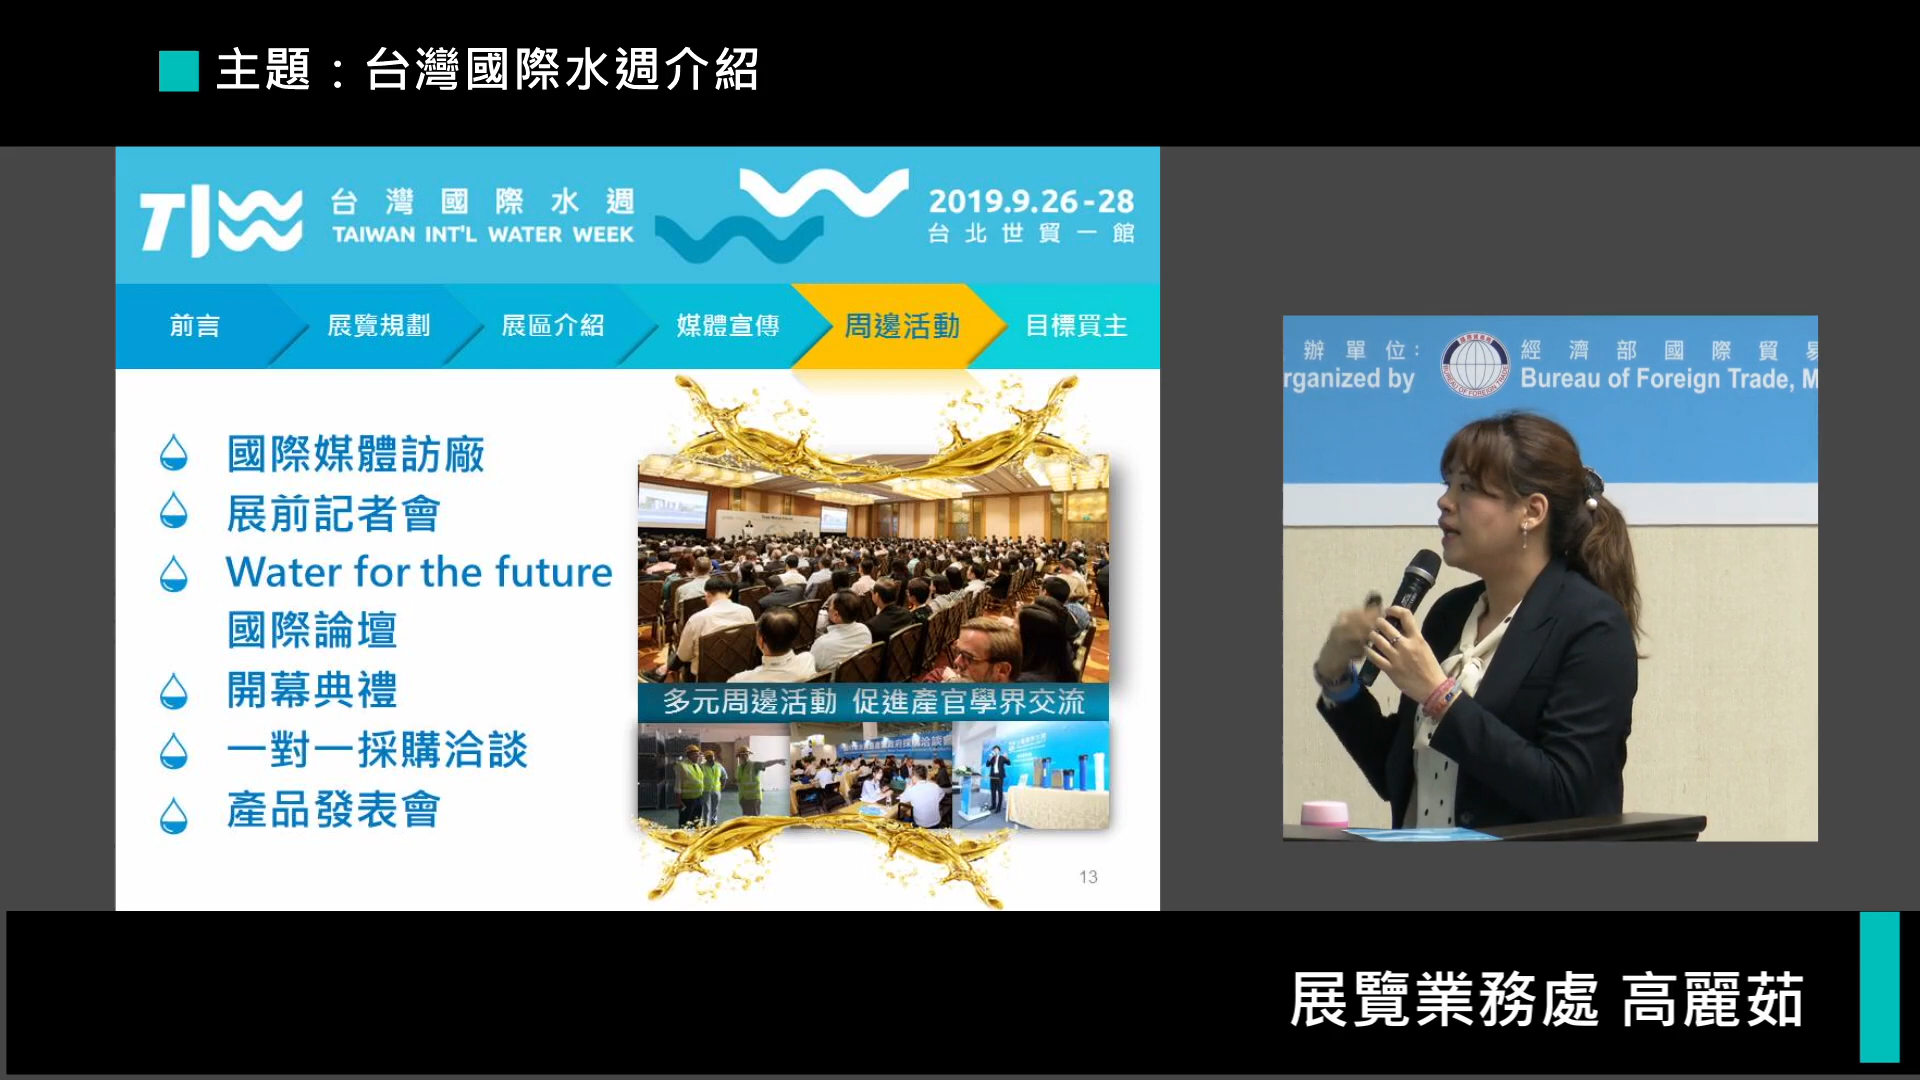 主題：台灣國際水週介紹
TIWW
台灣國際水週
TAIWAN INT'L WATER WEEK
2019.9.26-28
台北世貿一館
前言
展覽規劃
展區介紹
媒體宣傳
周邊活動
目標買主
國際媒體訪廠
展前記者會
Water for the future
國際論壇
開幕典禮
一對一採購洽談
產品發表會
多元周邊活動 促進產官學界交流
13
辦單位：
經濟部國際貿易
rganized by
Bureau of Foreign Trade, M
展覽業務處 高麗茹